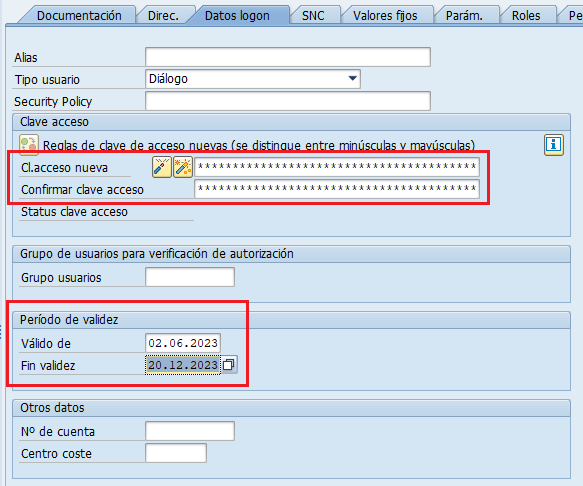 Documentación Direc. Datos logon SNC Valores fijos Parám. Roles Pe
Alias
Tipo usuario Diálogo
Security Policy
Clave acceso
Reglas de clave de acceso nuevas (se distingue entre minúsculas y mayúsculas)
Cl.acceso nueva ****************************************
Confirmar clave acceso ****************************************
Status clave acceso
Grupo de usuarios para verificación de autorización
Grupo usuarios
Período de validez
Válido de 02.06.2023
Fin validez 20.12.2023
Otros datos
Nº de cuenta
Centro coste